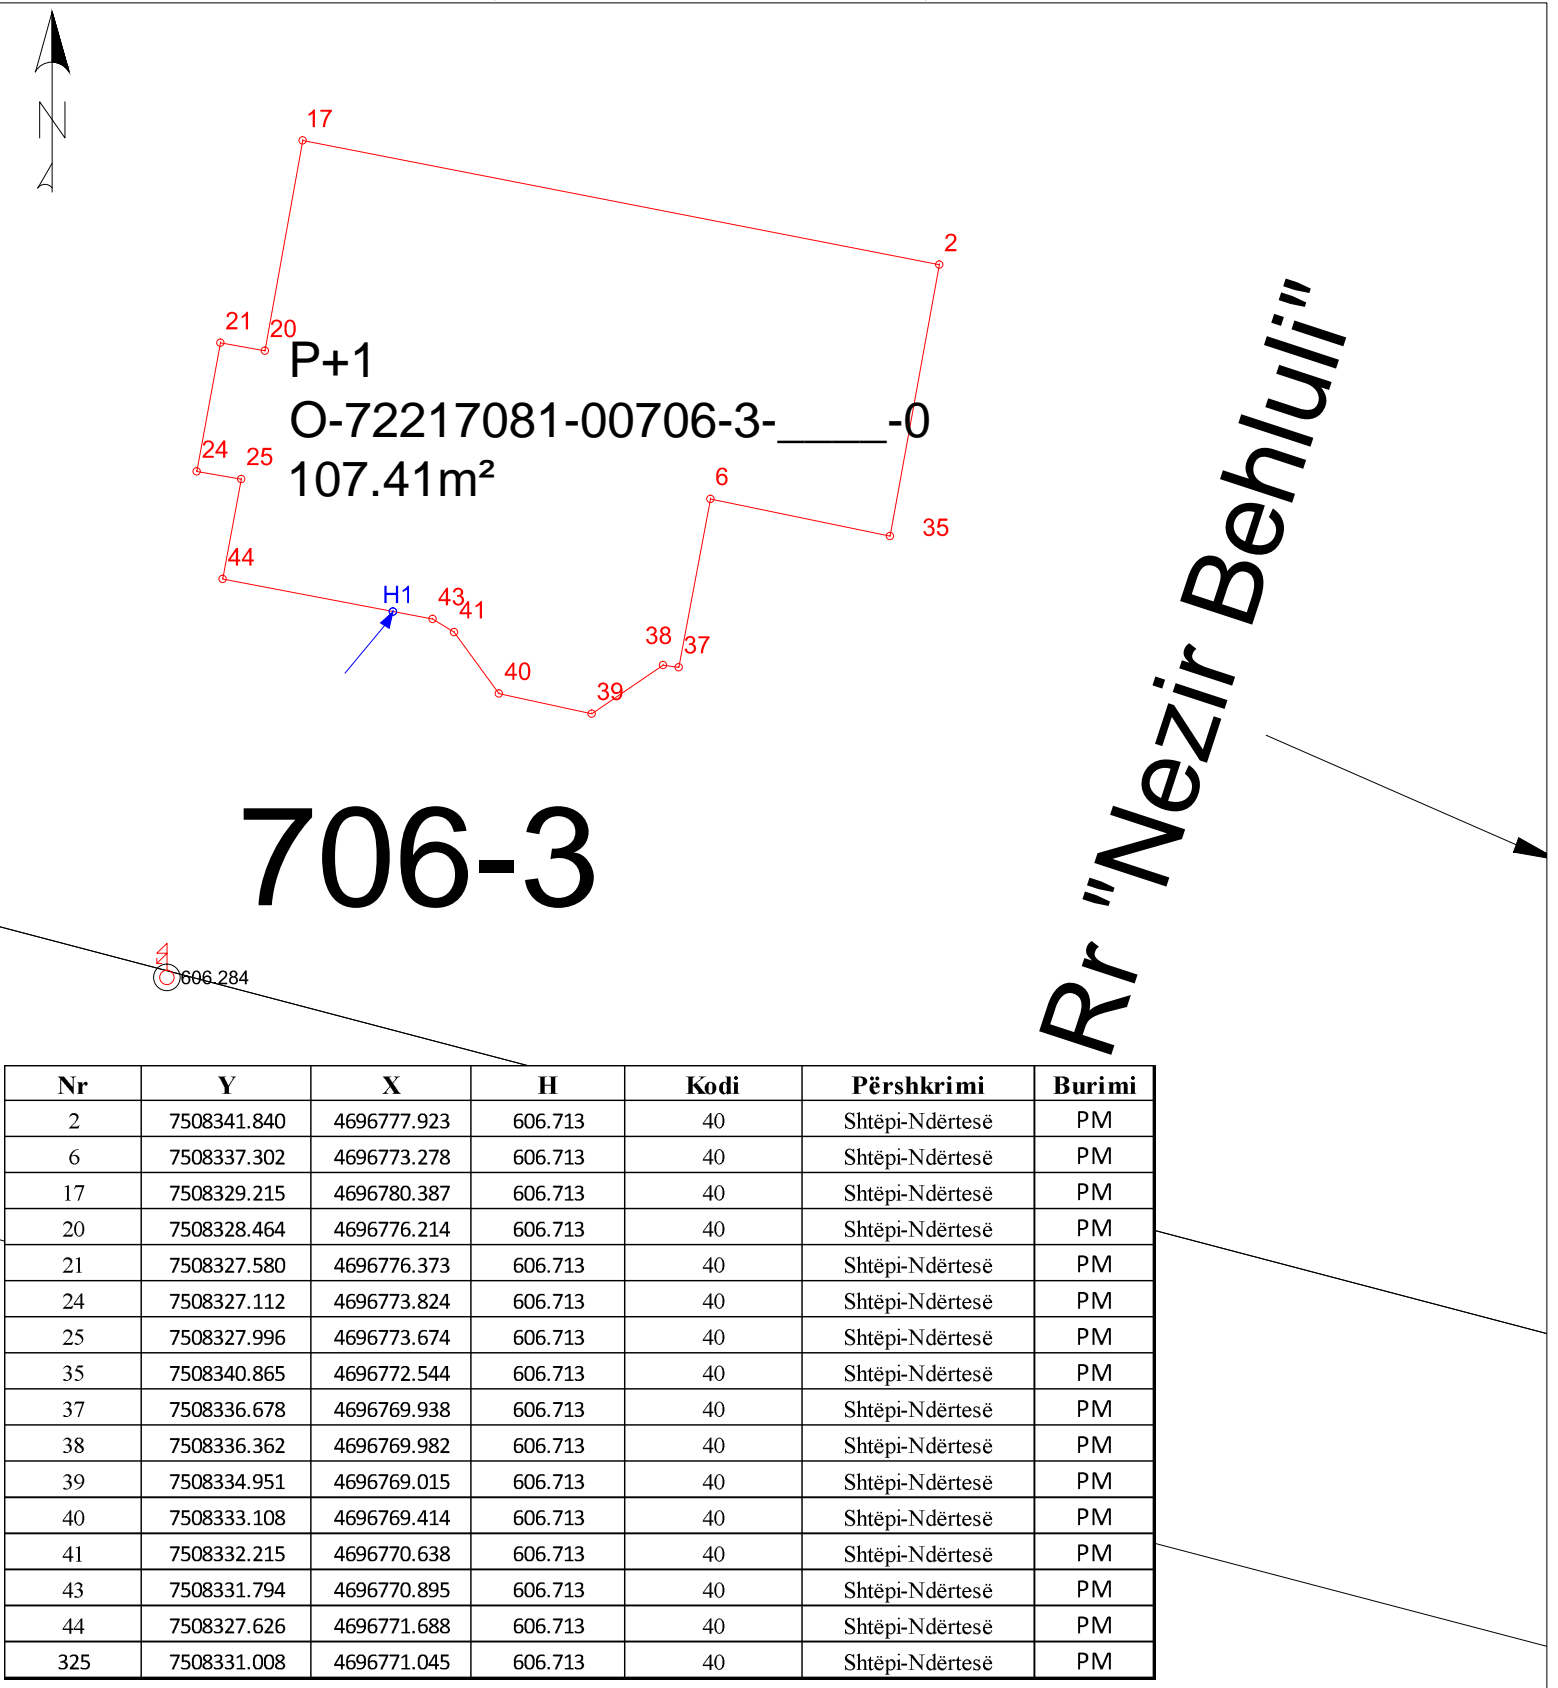 N
17
2
21
20
P+1
O-72217081-00706-3-____-0
107.41m²
24
25
6
35
44
H1
43
41
38
37
40
39
Rr "Nezir Behluli"
706-3
606.284
Nr Y X H Kodi Përshkrimi Burimi
2 7508341.840 4696777.923 606.713 40 Shtëpi-Ndërtesë PM
6 7508337.302 4696773.278 606.713 40 Shtëpi-Ndërtesë PM
17 7508329.215 4696780.387 606.713 40 Shtëpi-Ndërtesë PM
20 7508328.464 4696776.214 606.713 40 Shtëpi-Ndërtesë PM
21 7508327.580 4696776.373 606.713 40 Shtëpi-Ndërtesë PM
24 7508327.112 4696773.824 606.713 40 Shtëpi-Ndërtesë PM
25 7508327.996 4696773.674 606.713 40 Shtëpi-Ndërtesë PM
35 7508340.865 4696772.544 606.713 40 Shtëpi-Ndërtesë PM
37 7508336.678 4696769.938 606.713 40 Shtëpi-Ndërtesë PM
38 7508336.362 4696769.982 606.713 40 Shtëpi-Ndërtesë PM
39 7508334.951 4696769.015 606.713 40 Shtëpi-Ndërtesë PM
40 7508333.108 4696769.414 606.713 40 Shtëpi-Ndërtesë PM
41 7508332.215 4696770.638 606.713 40 Shtëpi-Ndërtesë PM
43 7508331.794 4696770.895 606.713 40 Shtëpi-Ndërtesë PM
44 7508327.626 4696771.688 606.713 40 Shtëpi-Ndërtesë PM
325 7508331.008 4696771.045 606.713 40 Shtëpi-Ndërtesë PM